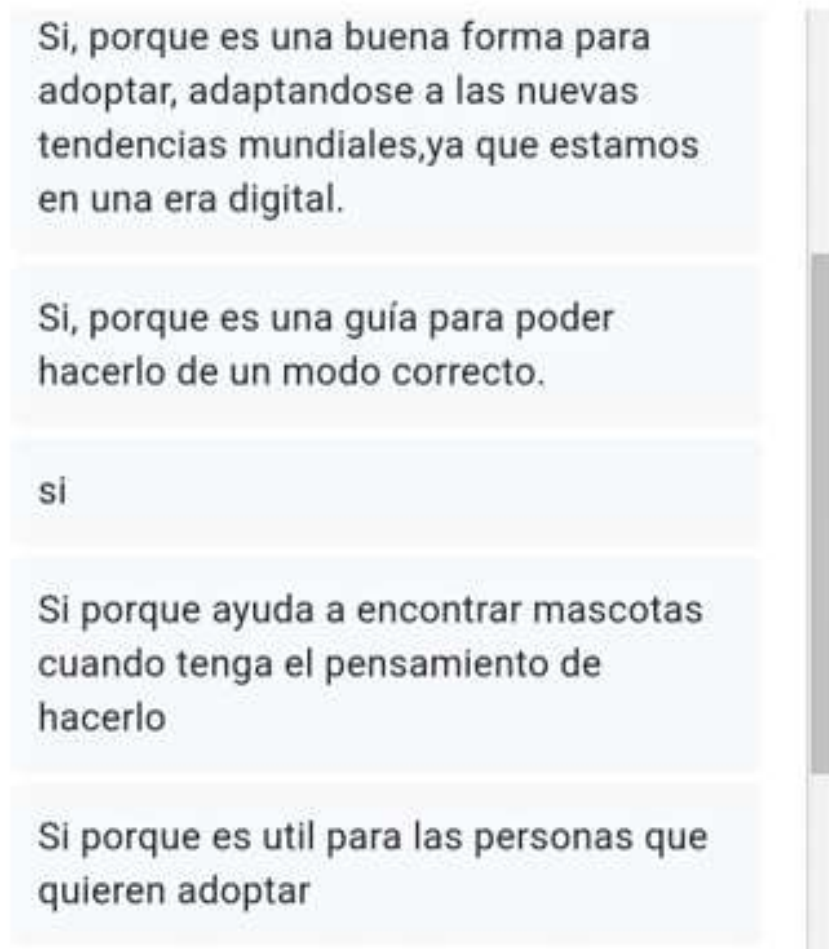 Si, porque es una buena forma para
adoptar, adaptandose a las nuevas
tendencias mundiales,ya que estamos
en una era digital.
Si, porque es una guía para poder
hacerlo de un modo correcto.
si
Si porque ayuda a encontrar mascotas
cuando tenga el pensamiento de
hacerlo
Si porque es util para las personas que
quieren adoptar